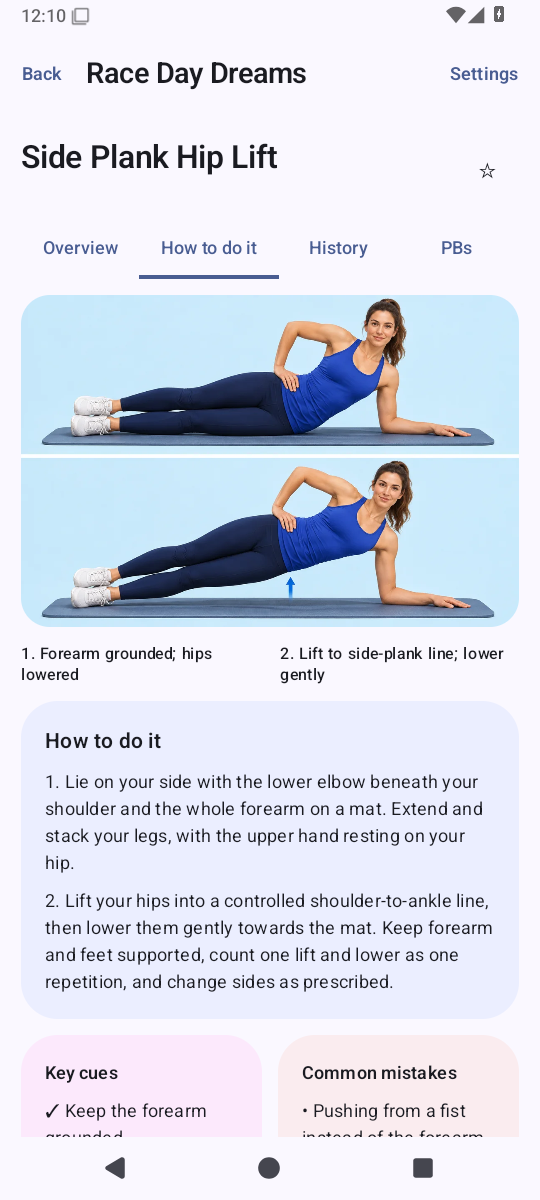 12:10
Back Race Day Dreams Settings
Side Plank Hip Lift
☆
Overview How to do it History PBs
1. Forearm grounded; hips
lowered
2. Lift to side-plank line; lower
gently
How to do it
1. Lie on your side with the lower elbow beneath your
shoulder and the whole forearm on a mat. Extend and
stack your legs, with the upper hand resting on your
hip.
2. Lift your hips into a controlled shoulder-to-ankle line,
then lower them gently towards the mat. Keep forearm
and feet supported, count one lift and lower as one
repetition, and change sides as prescribed.
Key cues
✓ Keep the forearm
grounded
Common mistakes
• Pushing from a fist
instead of the forearm